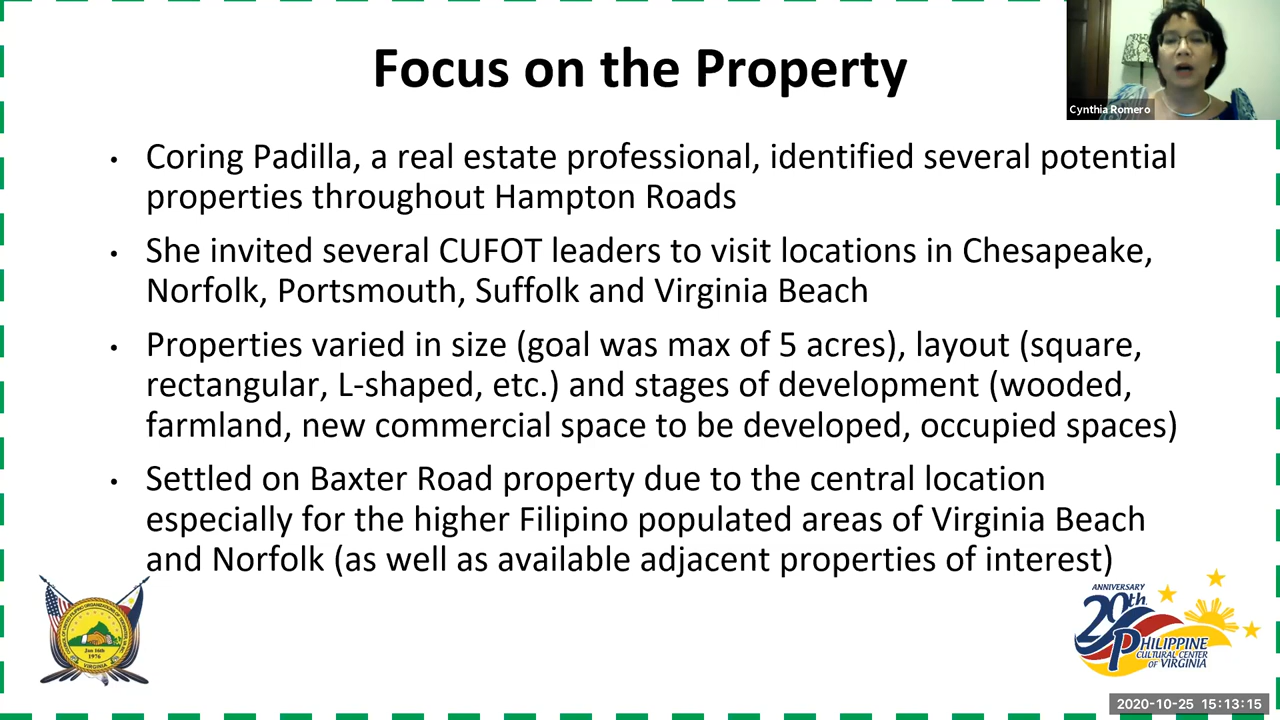 Focus on the Property
Cynthia Romero
• Coring Padilla, a real estate professional, identified several potential
properties throughout Hampton Roads
• She invited several CUFOT leaders to visit locations in Chesapeake,
Norfolk, Portsmouth, Suffolk and Virginia Beach
• Properties varied in size (goal was max of 5 acres), layout (square,
rectangular, L-shaped, etc.) and stages of development (wooded,
farmland, new commercial space to be developed, occupied spaces)
• Settled on Baxter Road property due to the central location
especially for the higher Filipino populated areas of Virginia Beach
and Norfolk (as well as available adjacent properties of interest)
Jan 16th
1976
VIRGINIA
ANNIVERSARY
20th
PHILIPPINE
CULTURAL CENTER
OF VIRGINIA
2020-10-25 15:13:15